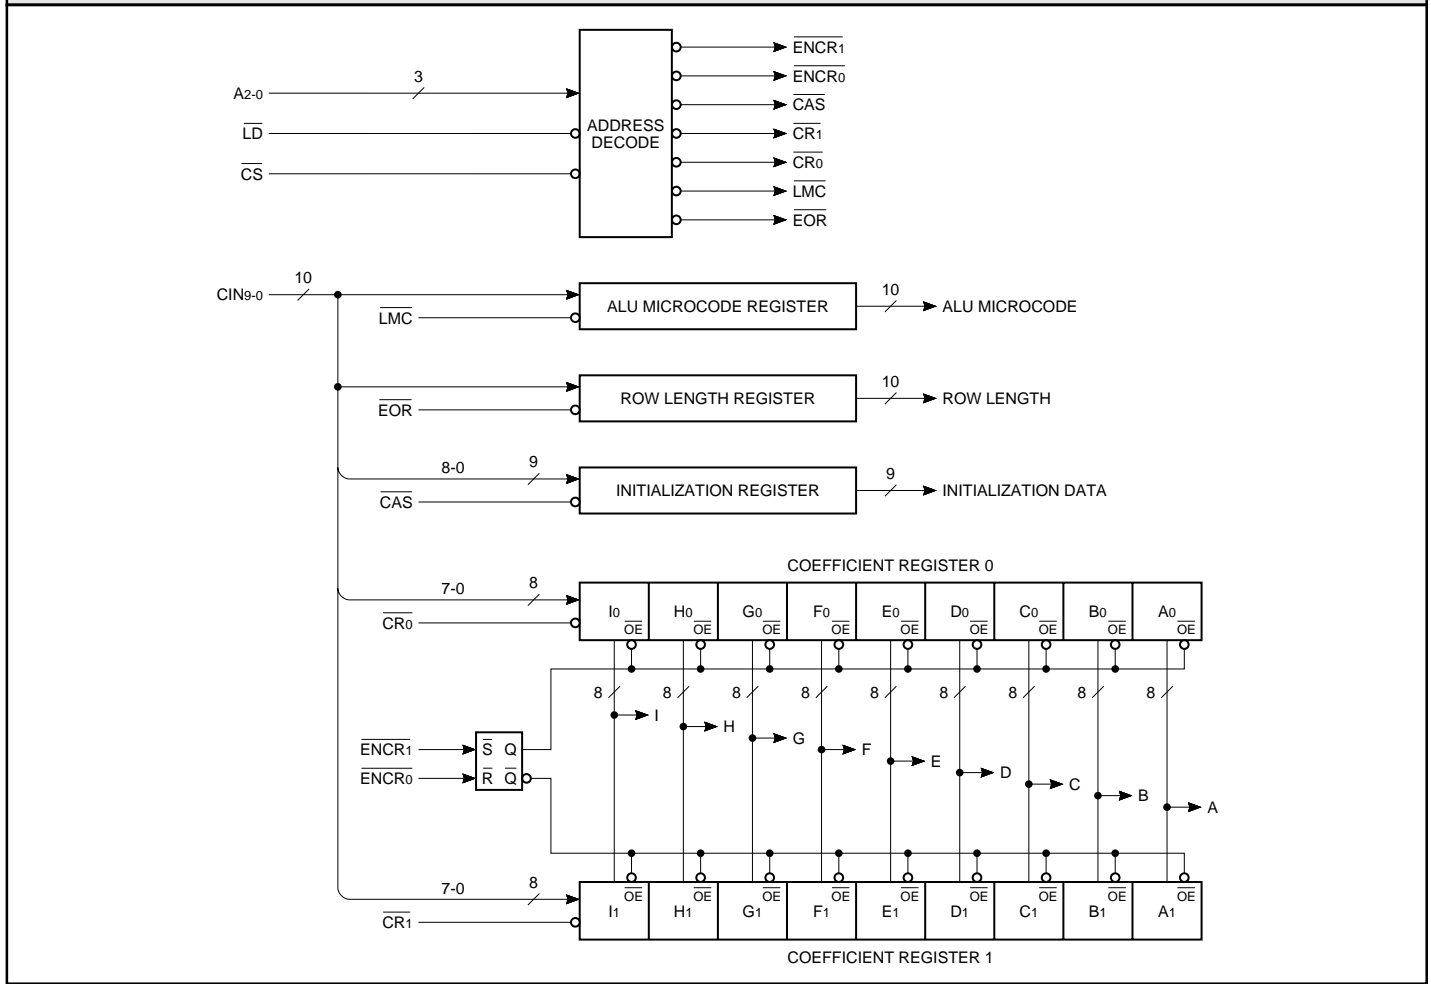 ADDRESS
DECODE
A2-0
3
LD
CS
ENCR1
ENCR0
CAS
CR1
CR0
LMC
EOR
CIN9-0
10
LMC
ALU MICROCODE REGISTER
10
ALU MICROCODE
EOR
ROW LENGTH REGISTER
10
ROW LENGTH
8-0
9
CAS
INITIALIZATION REGISTER
9
INITIALIZATION DATA
COEFFICIENT REGISTER 0
7-0
8
CR0
I0 OE H0 OE G0 OE F0 OE E0 OE D0 OE C0 OE B0 OE A0 OE
8 8 8 8 8 8 8 8 8
I
H
G
F
E
D
C
B
A
ENCR1
S Q
ENCR0
R Q
7-0
8
CR1
I1 OE H1 OE G1 OE F1 OE E1 OE D1 OE C1 OE B1 OE A1 OE
COEFFICIENT REGISTER 1